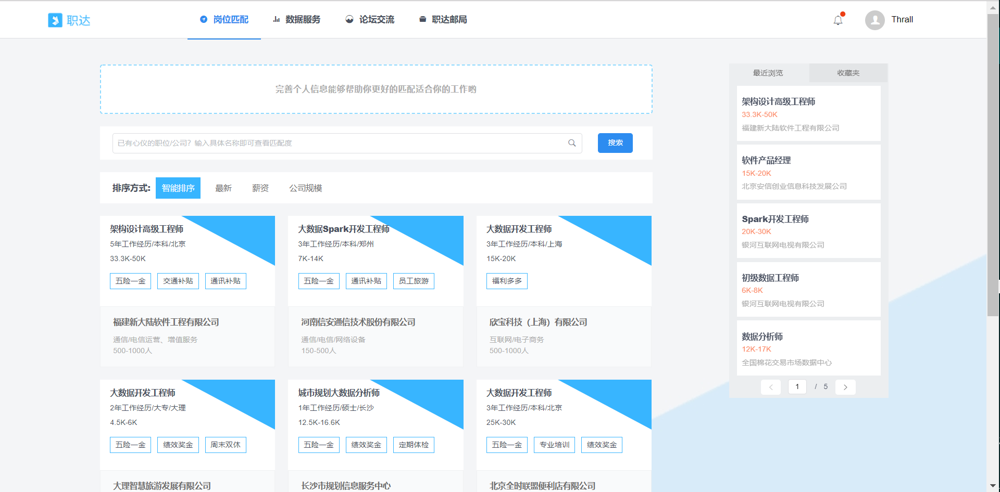 职达
岗位匹配
数据服务
论坛交流
职达邮局
Thrall
完善个人信息能够帮助你更好的匹配适合你的工作哟
已有心仪的职位/公司？输入具体名称即可查看匹配度
搜索
排序方式:
智能排序
最新
薪资
公司规模
架构设计高级工程师
5年工作经历/本科/北京
33.3K-50K
五险一金
交通补贴
通讯补贴
福建新大陆软件工程有限公司
通信/电信运营、增值服务
500-1000人
大数据Spark开发工程师
3年工作经历/本科/郑州
7K-14K
五险一金
通讯补贴
员工旅游
河南信安通信技术股份有限公司
通信/电信/网络设备
150-500人
大数据开发工程师
3年工作经历/本科/上海
15K-20K
福利多多
欣宝科技（上海）有限公司
互联网/电子商务
500-1000人
大数据开发工程师
2年工作经历/大专/大理
4.5K-6K
五险一金
绩效奖金
周末双休
大理智慧旅游发展有限公司
城市规划大数据分析师
1年工作经历/硕士/长沙
12.5K-16.6K
五险一金
绩效奖金
定期体检
长沙市规划信息服务中心
大数据开发工程师
3年工作经历/本科/北京
25K-30K
五险一金
专业培训
绩效奖金
北京全时联盟便利店有限公司
最近浏览
收藏夹
架构设计高级工程师
33.3K-50K
福建新大陆软件工程有限公司
软件产品经理
15K-20K
北京安信创业信息科技发展公司
Spark开发工程师
20K-30K
银河互联网电视有限公司
初级数据工程师
6K-8K
银河互联网电视有限公司
数据分析师
12K-17K
全国棉花交易市场数据中心
1 / 5